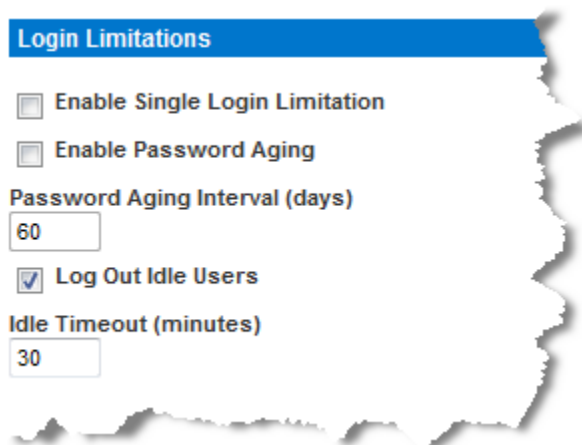 Login Limitations
Enable Single Login Limitation
Enable Password Aging
Password Aging Interval (days)
60
Log Out Idle Users
Idle Timeout (minutes)
30